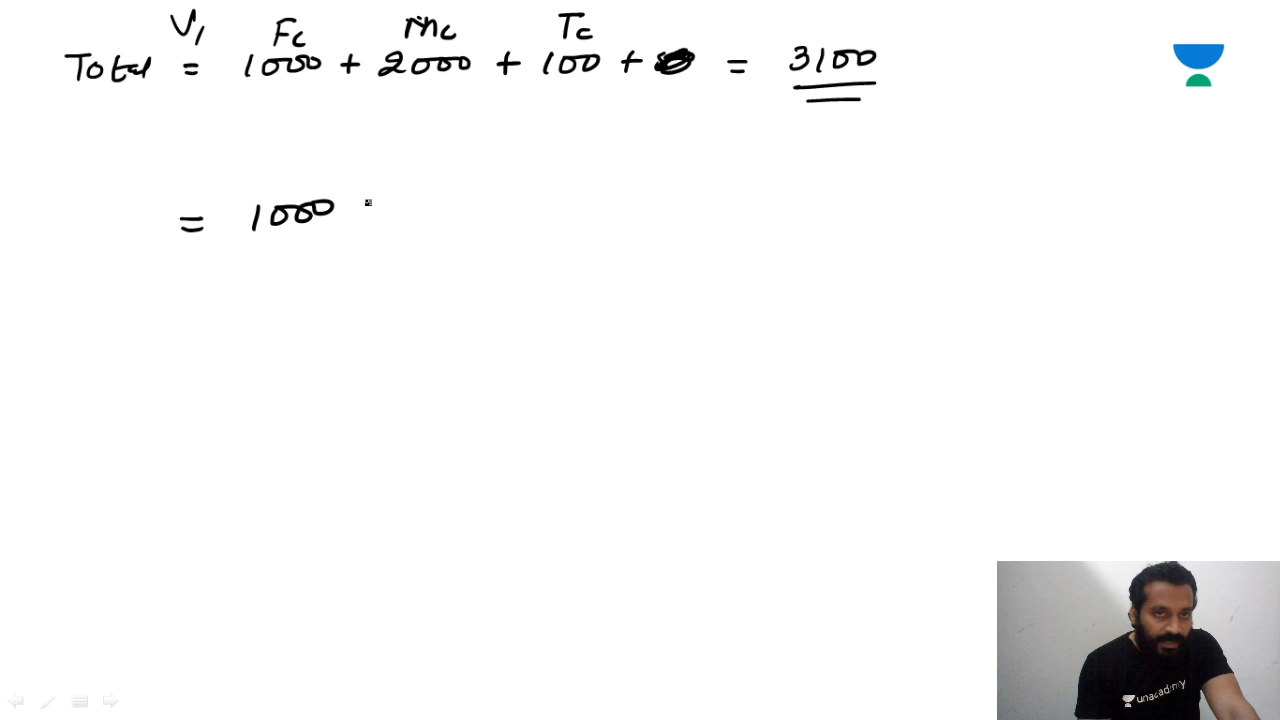 V1 Fc Mc Tc
Total = 1000 + 2000 + 100 + = 3100
= 1000
unacademy